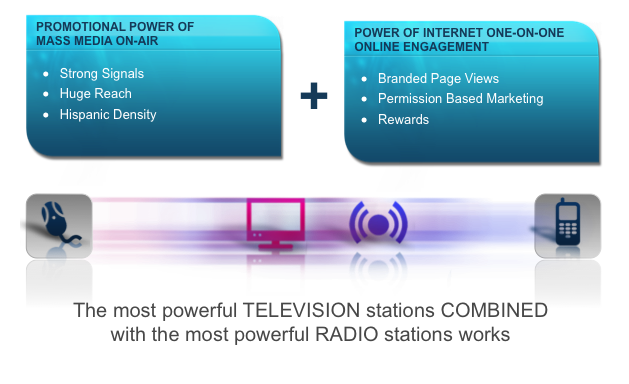 PROMOTIONAL POWER OF
MASS MEDIA ON-AIR
• Strong Signals
• Huge Reach
• Hispanic Density
+
POWER OF INTERNET ONE-ON-ONE
ONLINE ENGAGEMENT
• Branded Page Views
• Permission Based Marketing
• Rewards
The most powerful TELEVISION stations COMBINED
with the most powerful RADIO stations works